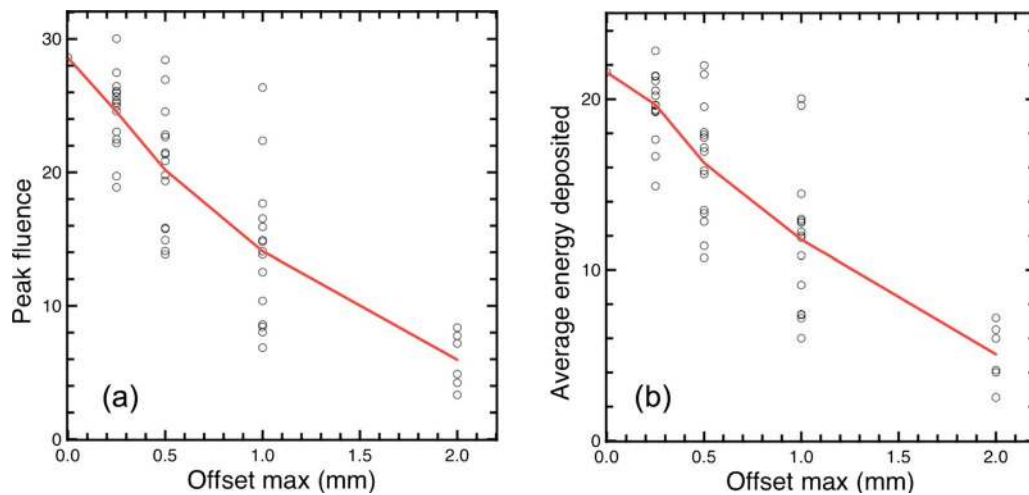 30
20
10
0
Peak fluence
(a)
0.0 0.5 1.0 1.5 2.0
Offset max (mm)
20
10
0
Average energy deposited
(b)
0.0 0.5 1.0 1.5 2.0
Offset max (mm)